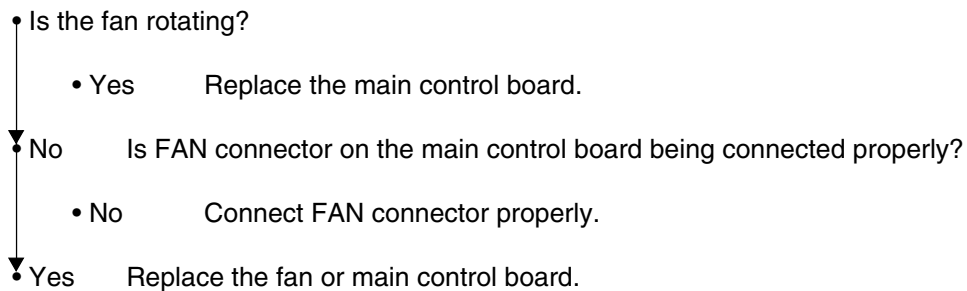 • Is the fan rotating?
• Yes Replace the main control board.
• No Is FAN connector on the main control board being connected properly?
• No Connect FAN connector properly.
• Yes Replace the fan or main control board.